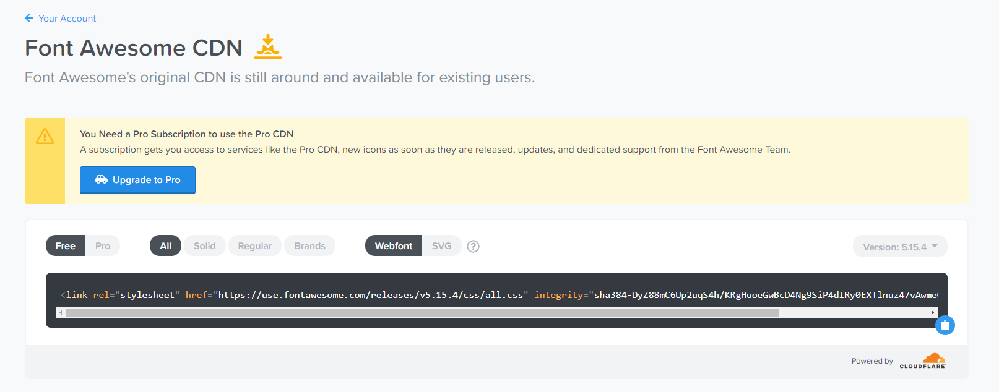 Your Account
Font Awesome CDN
Font Awesome's original CDN is still around and available for existing users.
You Need a Pro Subscription to use the Pro CDN
A subscription gets you access to services like the Pro CDN, new icons as soon as they are released, updates, and dedicated support from the Font Awesome Team.
Upgrade to Pro
Free Pro All Solid Regular Brands Webfont SVG ? Version: 5.15.4
<link rel="stylesheet" href="https://use.fontawesome.com/releases/v5.15.4/css/all.css" integrity="sha384-DyZ88mC6Up2uqS4h/KRgHuoeGwBcD4Ng9SiP4dIRy0EXTlnuz47vAwme
Powered by CLOUDFLARE